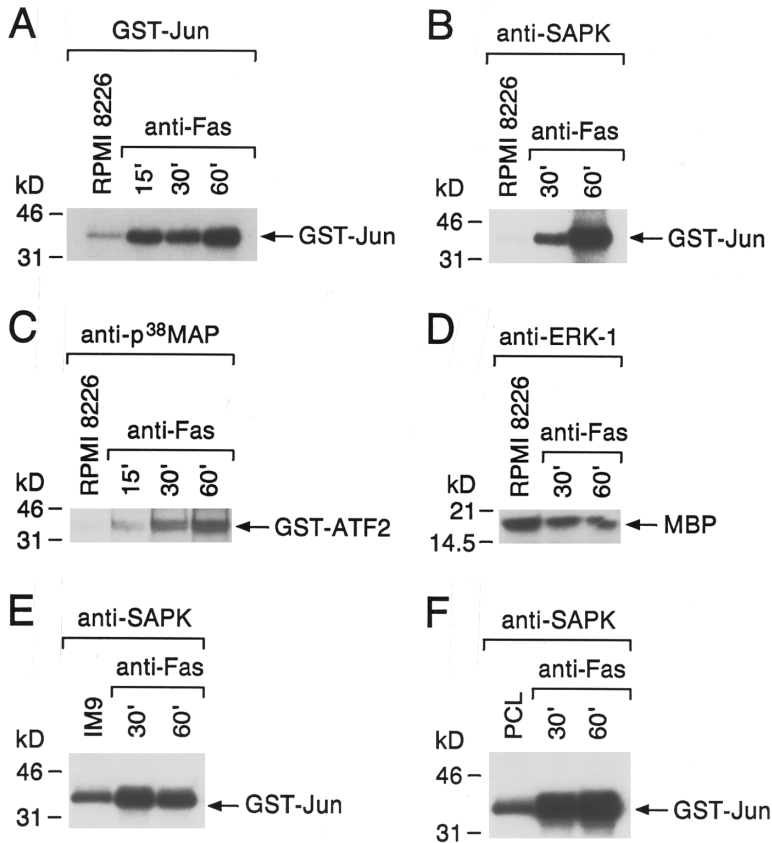 A
GST-Jun
RPMI 8226
anti-Fas
15'
30'
60'
kD
46
31
GST-Jun
B
anti-SAPK
RPMI 8226
anti-Fas
30'
60'
kD
46
31
GST-Jun
C
anti-p38MAP
RPMI 8226
anti-Fas
15'
30'
60'
kD
46
31
GST-ATF2
D
anti-ERK-1
RPMI 8226
anti-Fas
30'
60'
kD
21
14.5
MBP
E
anti-SAPK
IM9
anti-Fas
30'
60'
kD
46
31
GST-Jun
F
anti-SAPK
PCL
anti-Fas
30'
60'
kD
46
31
GST-Jun